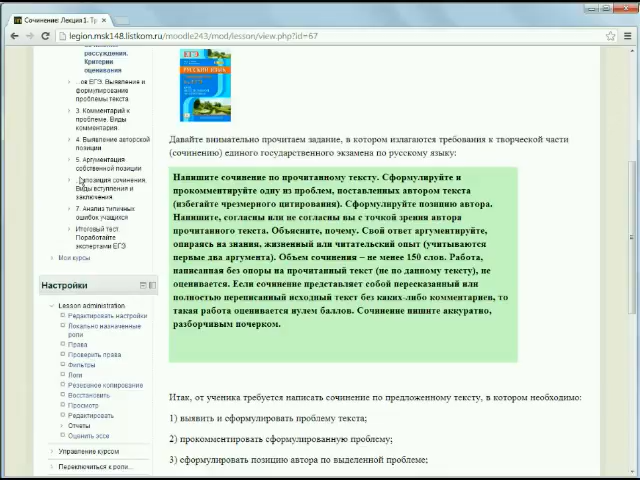 Сочинение: Лекция 1. Тр
legion.msk148.listkom.ru/moodle243/mod/lesson/view.php?id=67
рассуждения.
Критерии
оценивания
...ов ЕГЭ. Выявление и
формулирование
проблемы текста
3. Комментарий к
проблеме. Виды
комментария
4. Выявление авторской
позиции
5. Аргументация
собственной позиции
сочинения.
Виды вступления и
заключения
7. Анализ типичных
ошибок учащихся
Итоговый тест.
Поработайте
экспертами ЕГЭ
Мои курсы
Настройки
Lesson administration
Редактировать настройки
Локально назначенные
роли
Права
Проверить права
Фильтры
Логи
Резервное копирование
Восстановить
Просмотр
Редактировать
Отчеты
Оценить эссе
Управление курсом
Переключиться к роли...
РУССКИЙ ЯЗЫК
Давайте внимательно прочитаем задание, в котором излагаются требования к творческой части
(сочинению) единого государственного экзамена по русскому языку:
Напишите сочинение по прочитанному тексту. Сформулируйте и
прокомментируйте одну из проблем, поставленных автором текста
(избегайте чрезмерного цитирования). Сформулируйте позицию автора.
Напишите, согласны или не согласны вы с точкой зрения автора
прочитанного текста. Объясните, почему. Свой ответ аргументируйте,
опираясь на знания, жизненный или читательский опыт (учитываются
первые два аргумента). Объем сочинения – не менее 150 слов. Работа,
написанная без опоры на прочитанный текст (не по данному тексту), не
оценивается. Если сочинение представляет собой пересказанный или
полностью переписанный исходный текст без каких-либо комментариев, то
такая работа оценивается нулем баллов. Сочинение пишите аккуратно,
разборчивым почерком.
Итак, от ученика требуется написать сочинение по предложенному тексту, в котором необходимо:
1) выявить и сформулировать проблему текста;
2) прокомментировать сформулированную проблему;
3) сформулировать позицию автора по выделенной проблеме;